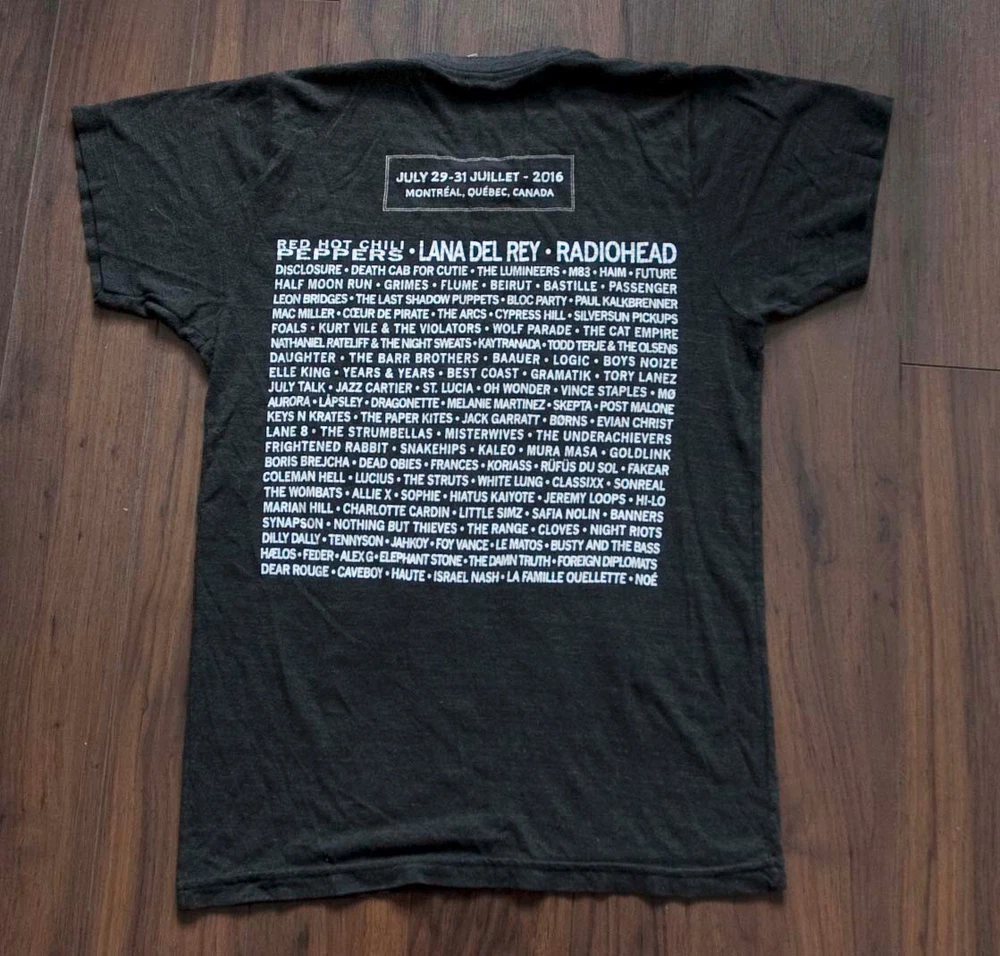 JULY 29-31 JUILLET - 2016
MONTRÉAL, QUÉBEC, CANADA
RED HOT CHILI PEPPERS • LANA DEL REY • RADIOHEAD
DISCLOSURE • DEATH CAB FOR CUTIE • THE LUMINEERS • M83 • HAIM • FUTURE
HALF MOON RUN • GRIMES • FLUME • BEIRUT • BASTILLE • PASSENGER
LEON BRIDGES • THE LAST SHADOW PUPPETS • BLOC PARTY • PAUL KALKBRENNER
MAC MILLER • CŒUR DE PIRATE • THE ARCS • CYPRESS HILL • SILVERSUN PICKUPS
FOALS • KURT VILE & THE VIOLATORS • WOLF PARADE • THE CAT EMPIRE
NATHANIEL RATELIFF & THE NIGHT SWEATS • KAYTRANADA • TODD TERJE & THE OLSENS
DAUGHTER • THE BARR BROTHERS • BAAUER • LOGIC • BOYS NOIZE
ELLE KING • YEARS & YEARS • BEST COAST • GRAMATIK • TORY LANEZ
JULY TALK • JAZZ CARTIER • ST. LUCIA • OH WONDER • VINCE STAPLES • MØ
AURORA • LÅPSLEY • DRAGONETTE • MELANIE MARTINEZ • SKEPTA • POST MALONE
KEYS N KRATES • THE PAPER KITES • JACK GARRATT • BØRNS • EVIAN CHRIST
LANE 8 • THE STRUMBELLAS • MISTERWIVES • THE UNDERACHIEVERS
FRIGHTENED RABBIT • SNAKEHIPS • KALEO • MURA MASA • GOLDLINK
BORIS BREJCHA • DEAD OBIES • FRANCES • KORIASS • RÜFÜS DU SOL • FAKEAR
COLEMAN HELL • LUCIUS • THE STRUTS • WHITE LUNG • CLASSIXX • SONREAL
THE WOMBATS • ALLIE X • SOPHIE • HIATUS KAIYOTE • JEREMY LOOPS • HI-LO
MARIAN HILL • CHARLOTTE CARDIN • LITTLE SIMZ • SAFIA NOLIN • BANNERS
SYNAPSON • NOTHING BUT THIEVES • THE RANGE • CLOVES • NIGHT RIOTS
DILLY DALLY • TENNYSON • JAHKOY • FOY VANCE • LE MATOS • BUSTY AND THE BASS
HÆLOS • FEDER • ALEX G • ELEPHANT STONE • THE DAMN TRUTH • FOREIGN DIPLOMATS
DEAR ROUGE • CAVEBOY • HAUTE • ISRAEL NASH • LA FAMILLE OUELLETTE • NOÉ